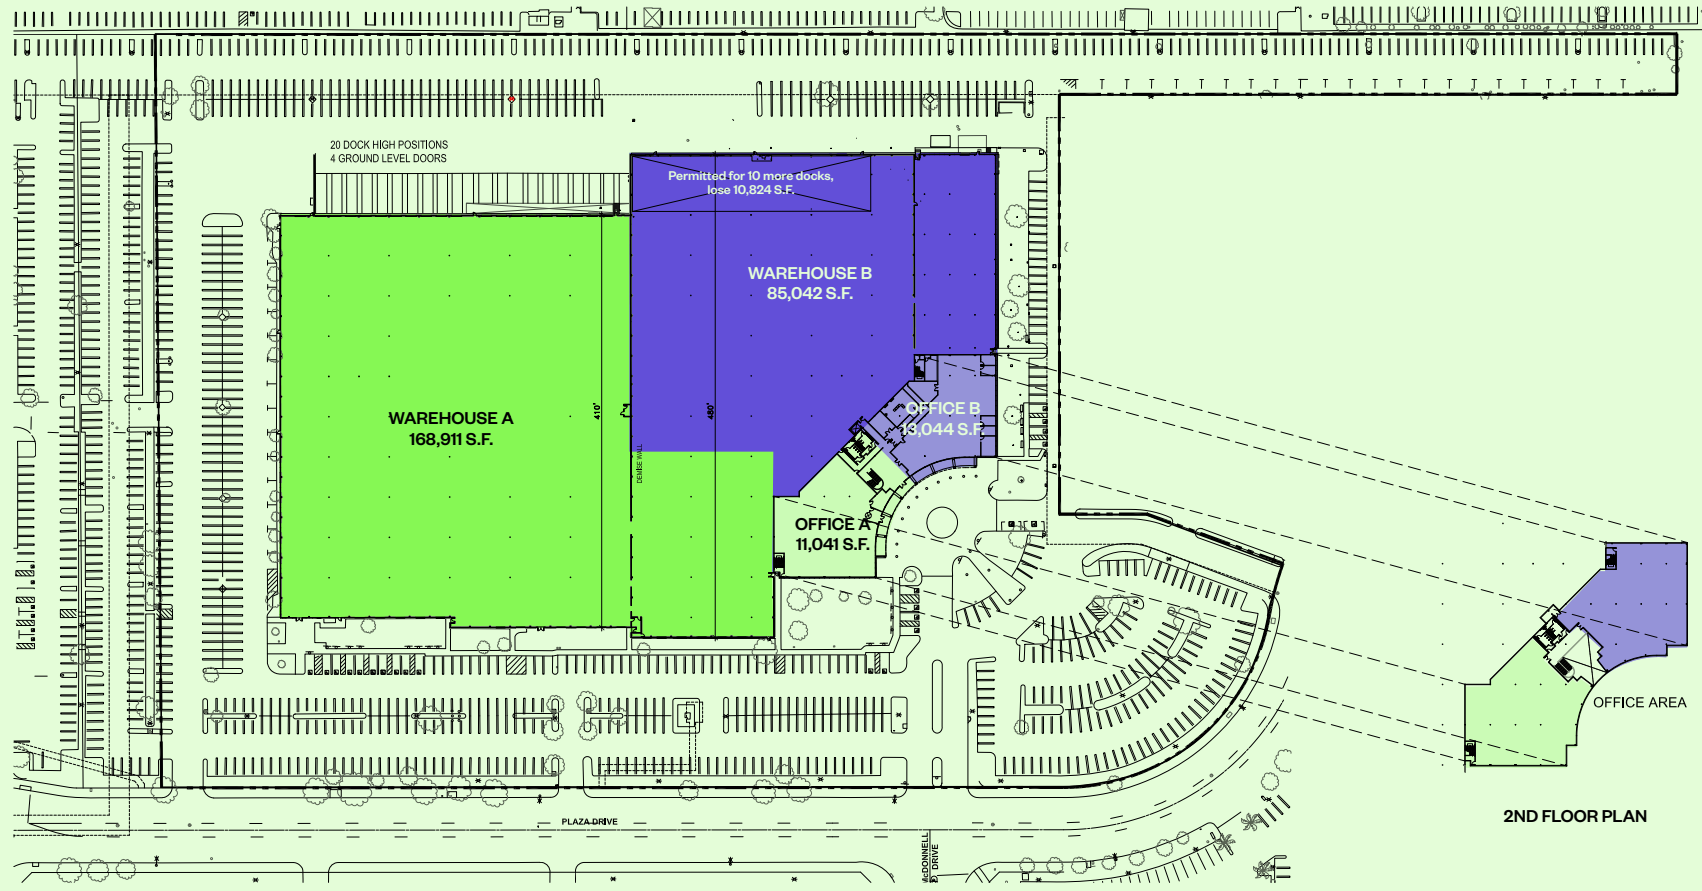 20 DOCK HIGH POSITIONS
4 GROUND LEVEL DOORS
Permitted for 10 more docks,
lose 10,824 S.F.
WAREHOUSE B
85,042 S.F.
WAREHOUSE A
168,911 S.F.
410'
480'
DEMISE WALL
OFFICE B
13,044 S.F.
OFFICE A
11,041 S.F.
OFFICE AREA
2ND FLOOR PLAN
PLAZA DRIVE
McDONNELL
DRIVE